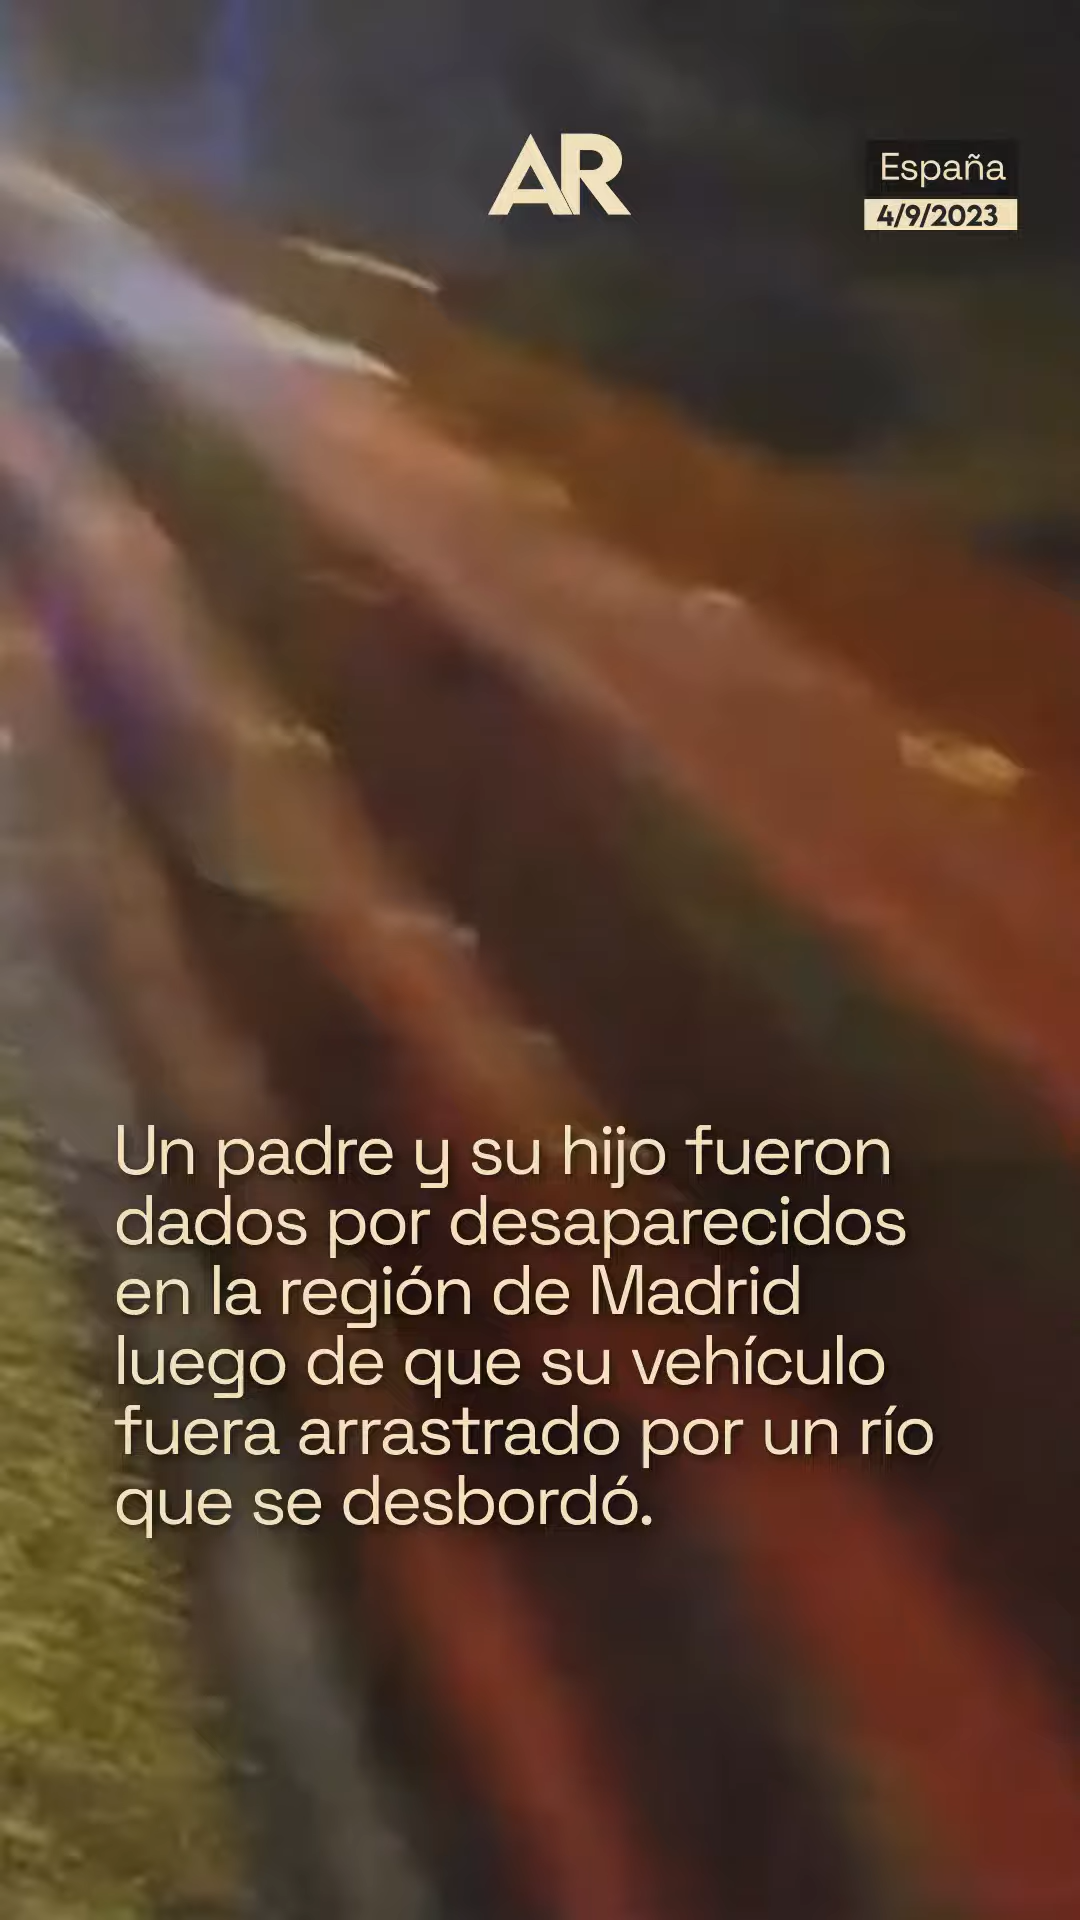 AR
España
4/9/2023
Un padre y su hijo fueron
dados por desaparecidos
en la región de Madrid
luego de que su vehículo
fuera arrastrado por un río
que se desbordó.